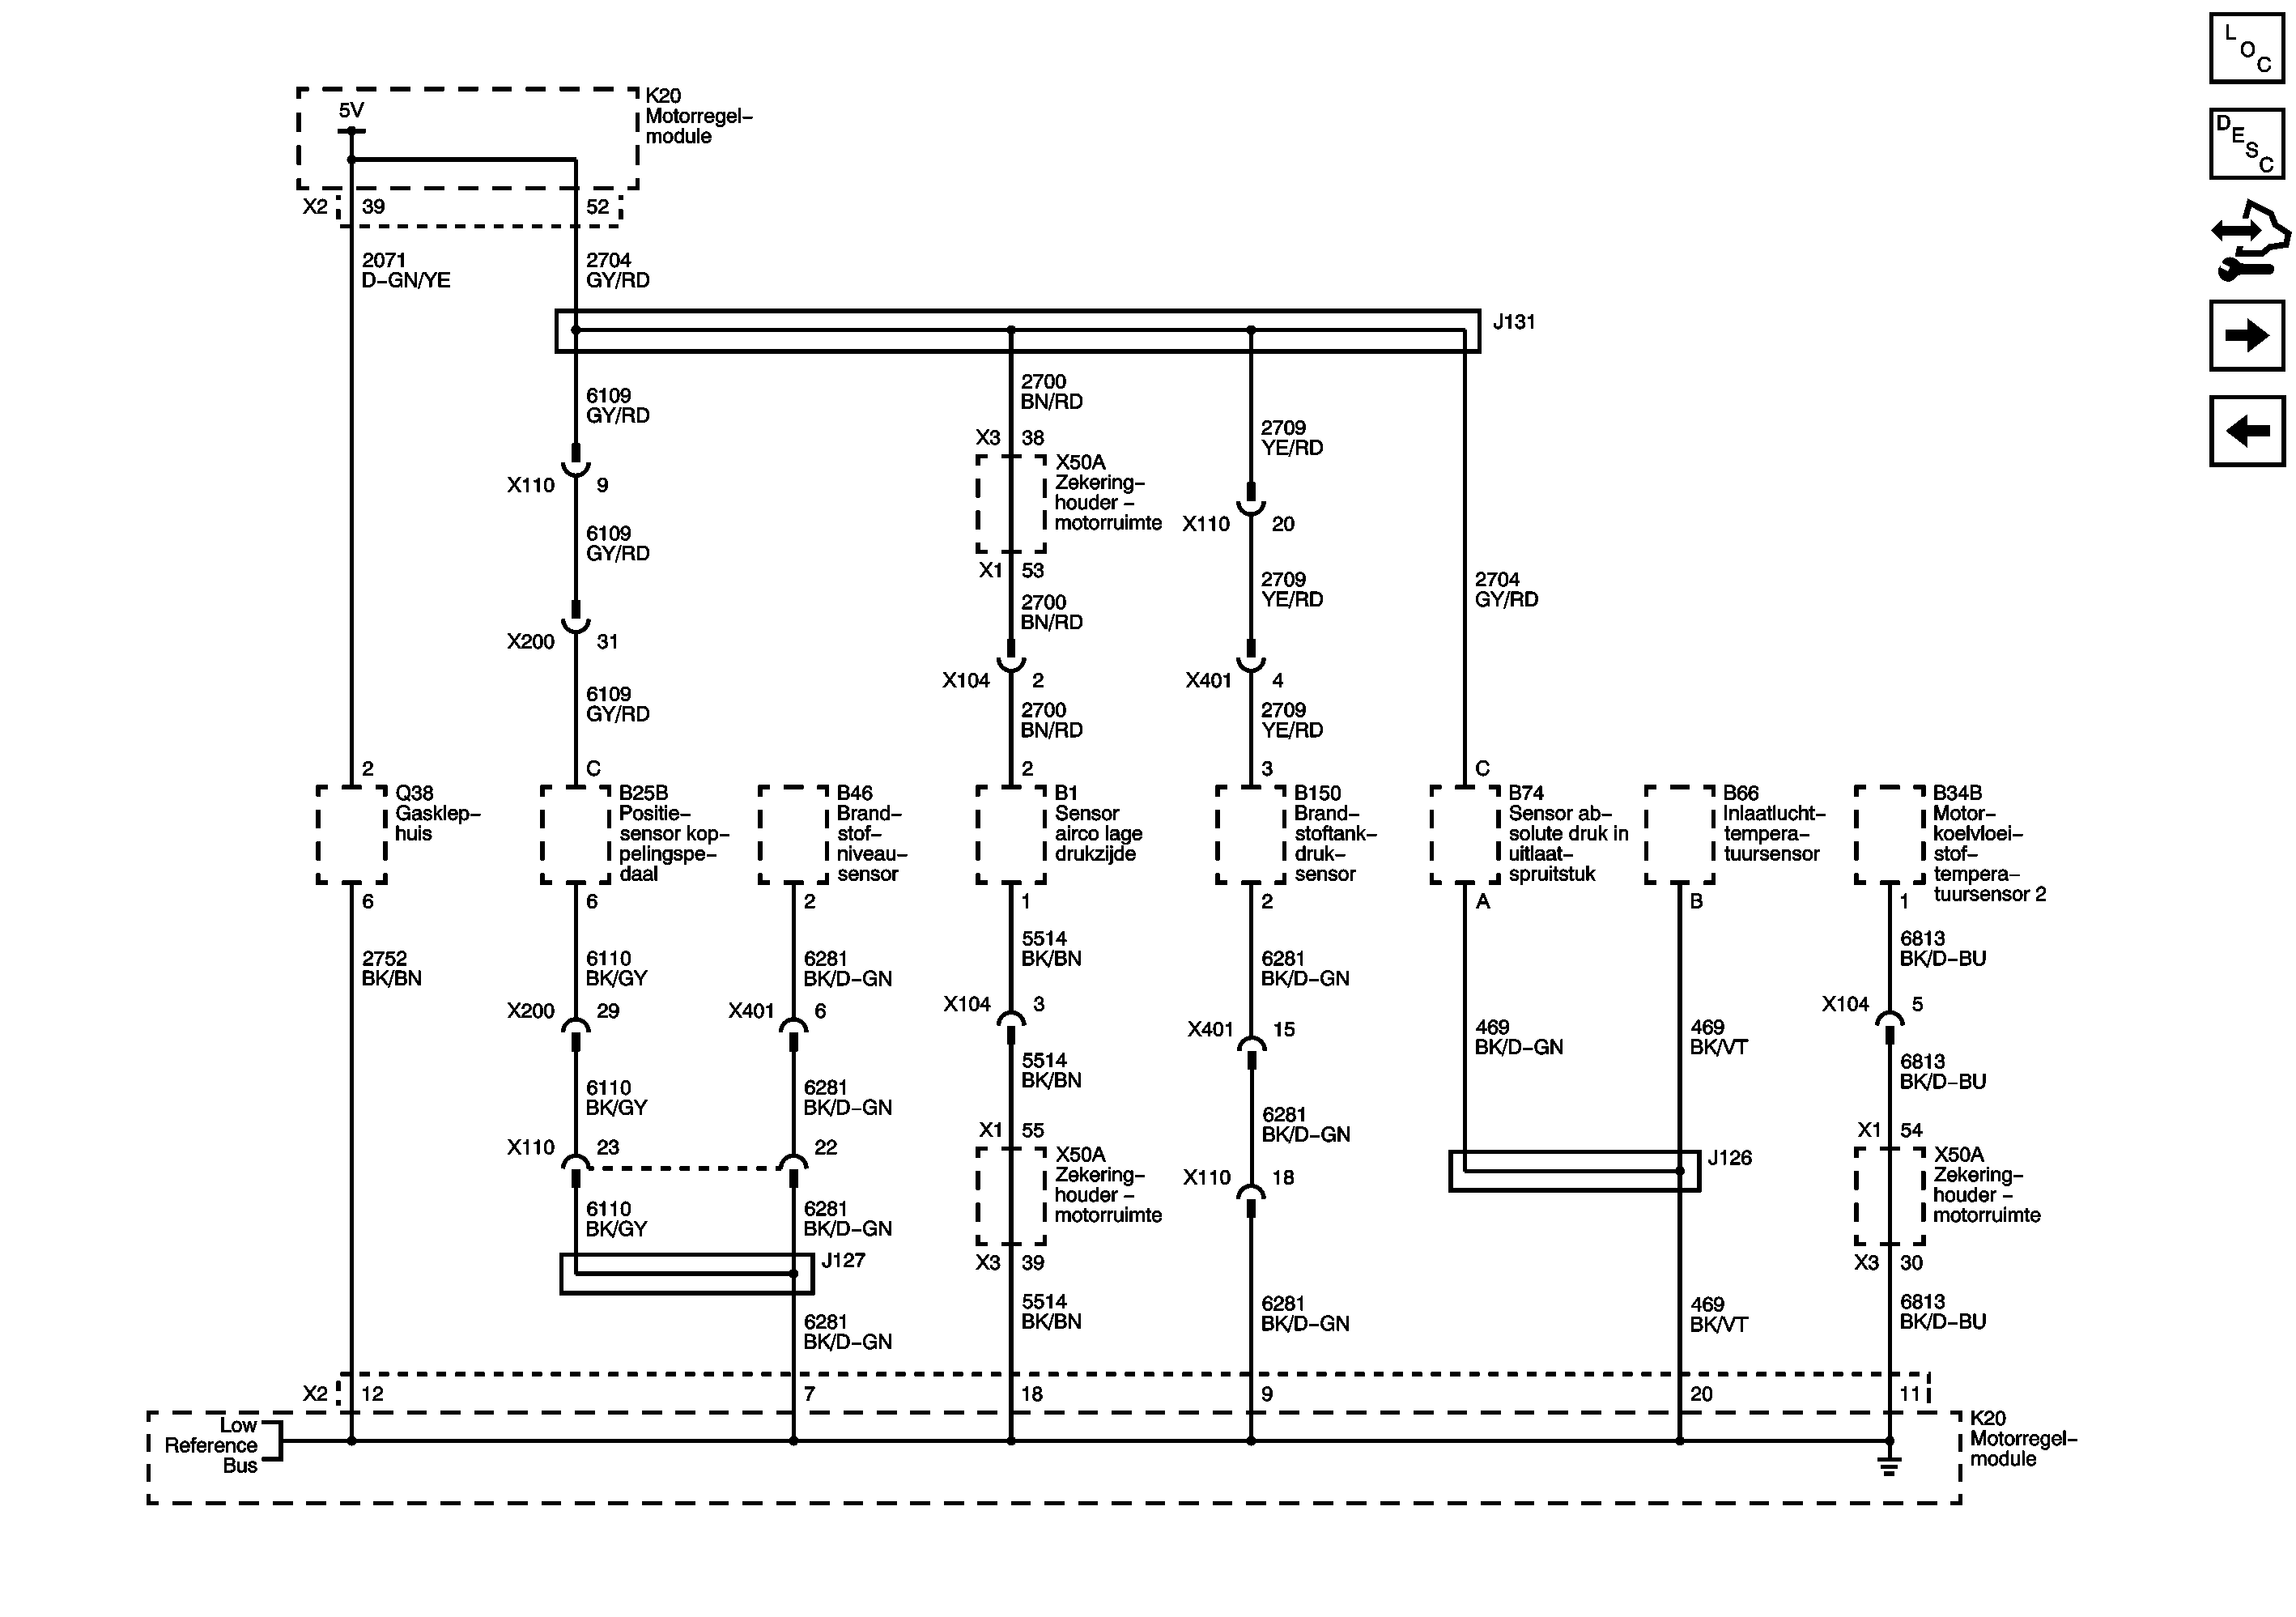 L
O
C
D
E
S
C
5V
K20
Motorregel–
module
X2 39 52
2071
D–GN/YE
2704
GY/RD
J131
6109
GY/RD
2700
BN/RD
2709
YE/RD
X3 38
X50A
Zekering–
houder –
motorruimte
X110 9
X110 20
6109
GY/RD
X1 53
2700
BN/RD
2709
YE/RD
2704
GY/RD
X200 31
X104 2
X401 4
6109
GY/RD
2700
BN/RD
2709
YE/RD
2 C 2 3 C
Q38
Gasklep–
huis
B25B
Positie–
sensor kop–
pelingspe–
daal
B46
Brand–
stof–
niveau–
sensor
B1
Sensor
airco lage
drukzijde
B150
Brand–
stoftank–
druk–
sensor
B74
Sensor ab–
solute druk in
uitlaat–
spruitstuk
B66
Inlaatlucht–
tempera–
tuursensor
B34B
Motor–
koelvloei–
stof–
tempera–
tuursensor 2
6 6 2 1 2 A B 1
2752
BK/BN
6110
BK/GY
6281
BK/D–GN
5514
BK/BN
6281
BK/D–GN
6813
BK/D–BU
X200 29
X401 6
X104 3
X401 15
X104 5
469
BK/D–GN
469
BK/VT
6110
BK/GY
6281
BK/D–GN
5514
BK/BN
6281
BK/D–GN
6813
BK/D–BU
X110 23 22
X1 55
X50A
Zekering–
houder –
motorruimte
X110 18
J126
X1 54
X50A
Zekering–
houder –
motorruimte
6110
BK/GY
6281
BK/D–GN
J127
X3 39
X3 30
6281
BK/D–GN
5514
BK/BN
6281
BK/D–GN
469
BK/VT
6813
BK/D–BU
X2 12 7 18 9 20 11
Low
Reference
Bus
K20
Motorregel–
module